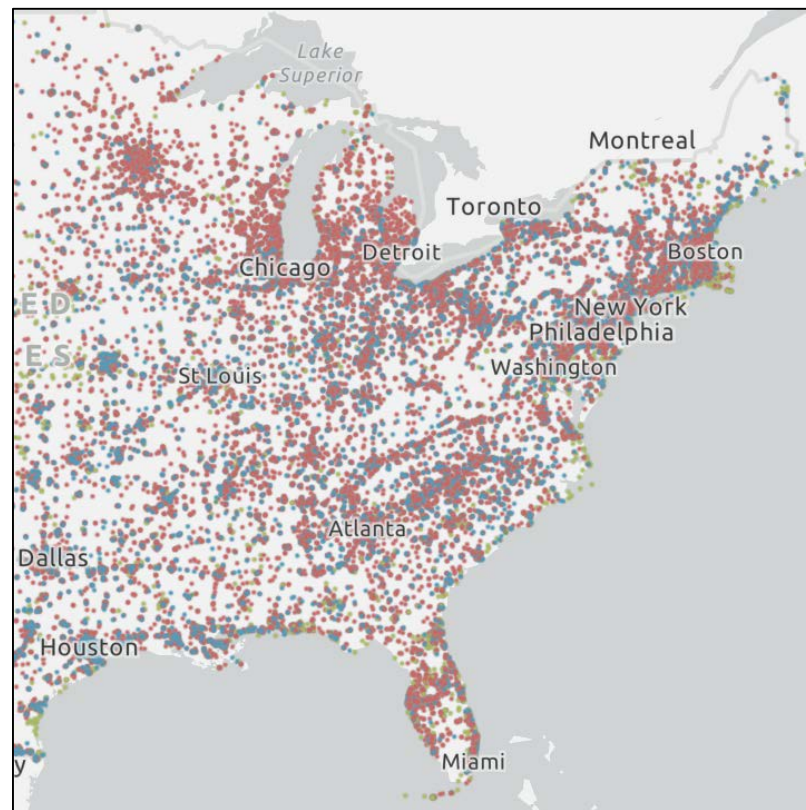 Lake
Superior
Montreal
Toronto
Detroit
Boston
Chicago
New York
E D
Philadelphia
E S
St Louis
Washington
Atlanta
Dallas
Houston
Miami
y